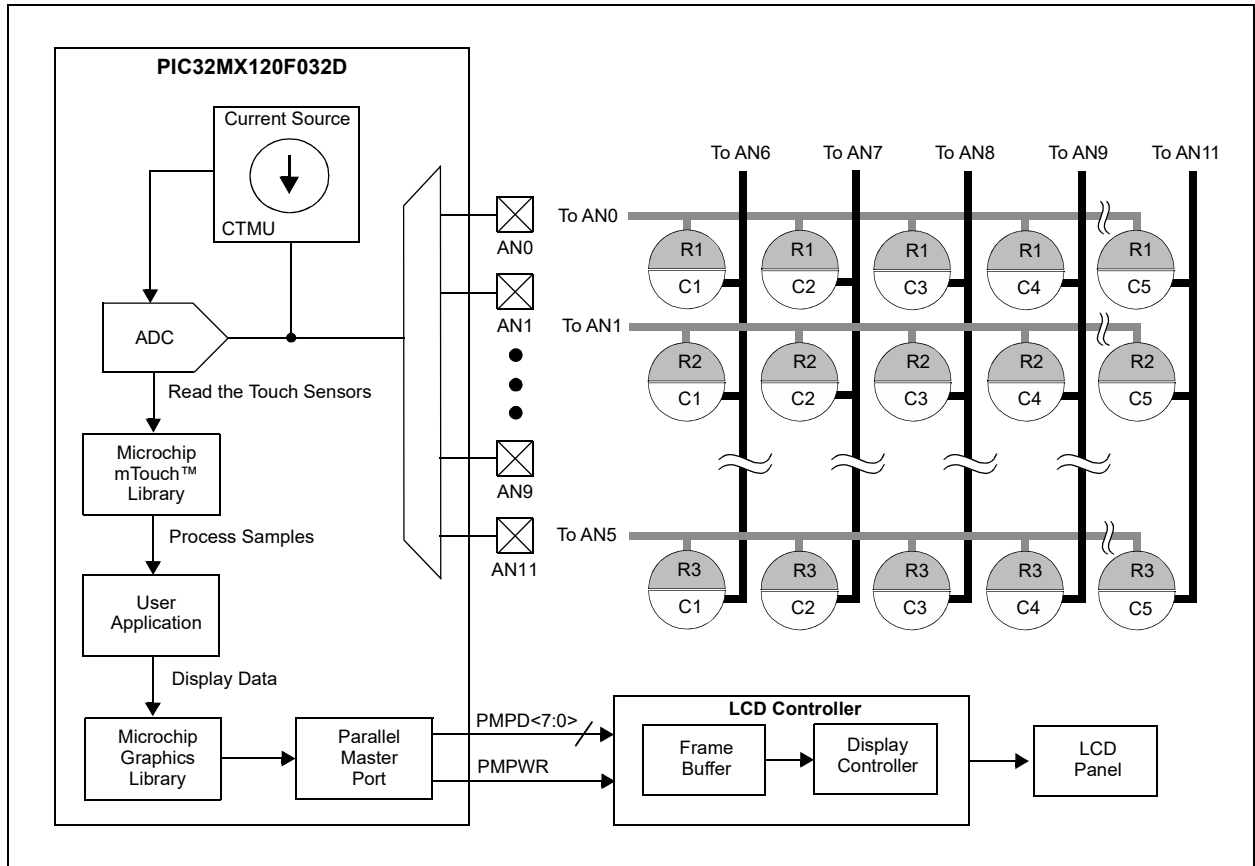 PIC32MX120F032D
Current Source
CTMU
ADC
Read the Touch Sensors
Microchip
mTouch™
Library
Process Samples
User
Application
Display Data
Microchip
Graphics
Library
Parallel
Master
Port
AN0
AN1
AN9
AN11
To AN6
To AN7
To AN8
To AN9
To AN11
To AN0
R1
R1
R1
R1
R1
C1
C2
C3
C4
C5
To AN1
R2
R2
R2
R2
R2
C1
C2
C3
C4
C5
To AN5
R3
R3
R3
R3
R3
C1
C2
C3
C4
C5
PMPD<7:0>
PMPWR
LCD Controller
Frame
Buffer
Display
Controller
LCD
Panel